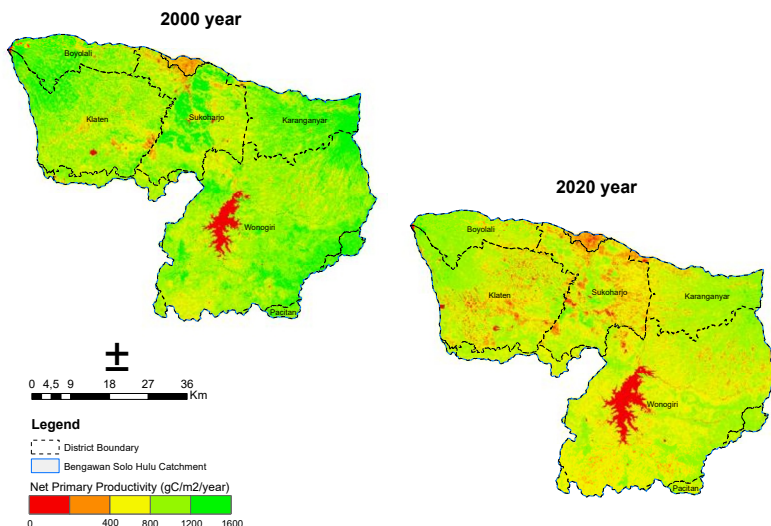 2000 year
Boyolali
Klaten
Sukoharjo
Karanganyar
Wonogiri
Pacitan
2020 year
Boyolali
Klaten
Sukoharjo
Karanganyar
Wonogiri
Pacitan
±
0 4,5 9 18 27 36
Km
Legend
District Boundary
Bengawan Solo Hulu Catchment
Net Primary Productivity (gC/m2/year)
0 400 800 1200 1600